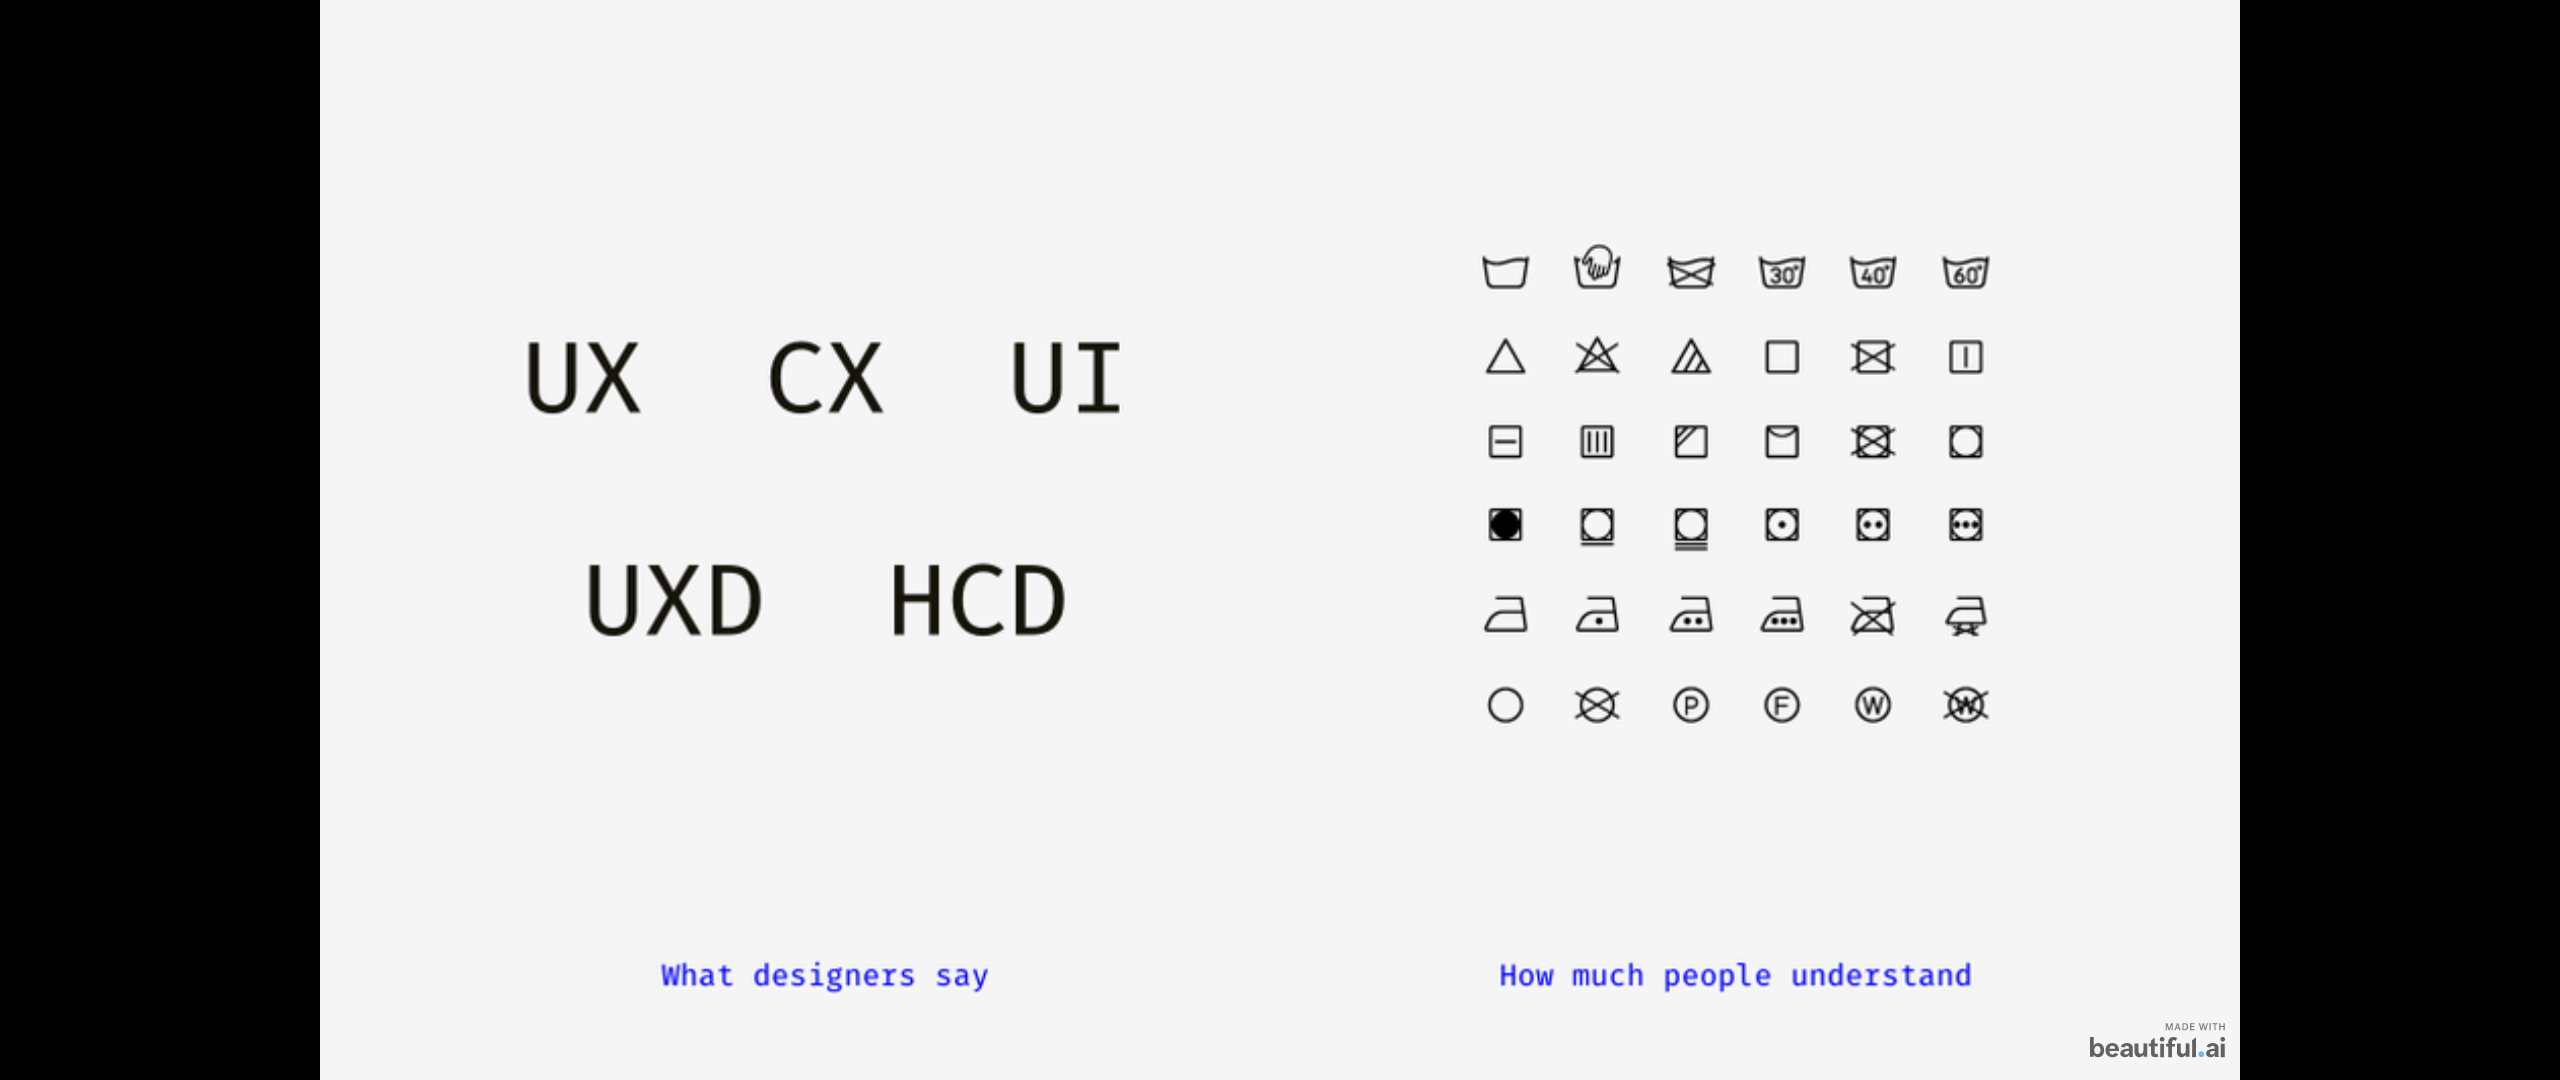 UX CX UI
UXD HCD
30° 40° 60°
P F W W
What designers say
How much people understand
MADE WITH
beautiful.ai